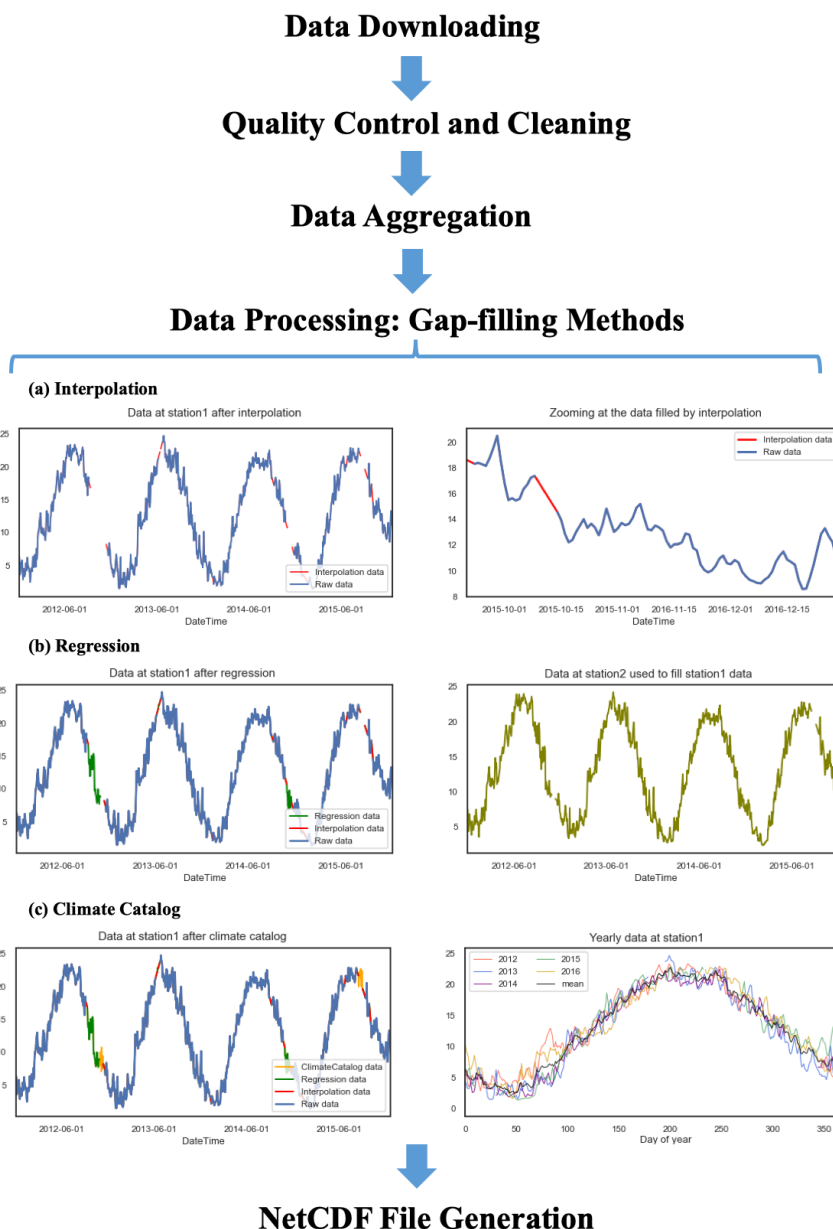 Data Downloading
Quality Control and Cleaning
Data Aggregation
Data Processing: Gap-filling Methods
(a) Interpolation
Data at station1 after interpolation
25
20
15
10
5
Interpolation data
Raw data
2012-06-01 2013-06-01 2014-06-01 2015-06-01
DateTime
Zooming at the data filled by interpolation
20
18
16
14
12
10
8
Interpolation data
Raw data
2015-10-01 2015-10-15 2015-11-01 2016-11-15 2016-12-01 2016-12-15
DateTime
(b) Regression
Data at station1 after regression
25
20
15
10
5
Regression data
Interpolation data
Raw data
2012-06-01 2013-06-01 2014-06-01 2015-06-01
DateTime
Data at station2 used to fill station1 data
25
20
15
10
5
2012-06-01 2013-06-01 2014-06-01 2015-06-01
DateTime
(c) Climate Catalog
Data at station1 after climate catalog
25
20
15
10
5
ClimateCatalog data
Regression data
Interpolation data
Raw data
2012-06-01 2013-06-01 2014-06-01 2015-06-01
DateTime
Yearly data at station1
25
20
15
10
5
0
2012 2015
2013 2016
2014 mean
0 50 100 150 200 250 300 350
Day of year
NetCDF File Generation